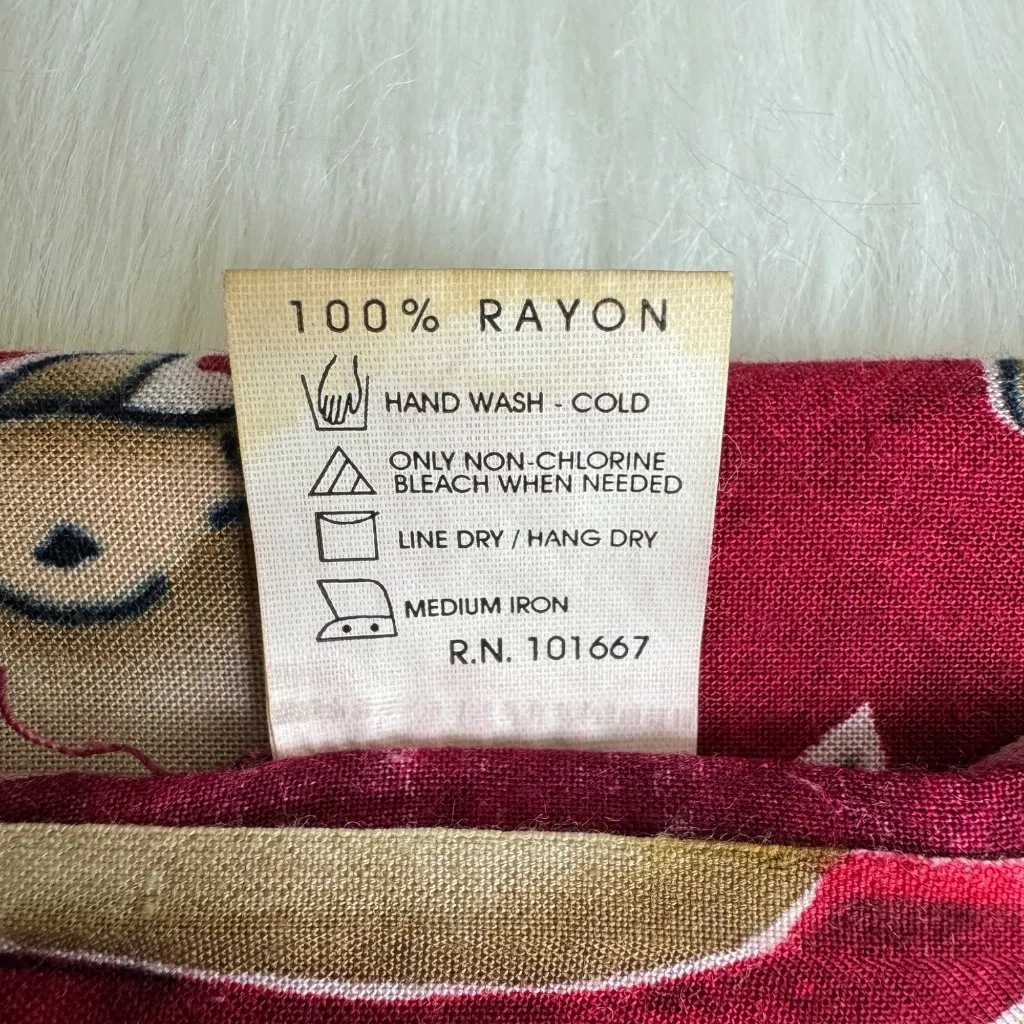 100% RAYON
HAND WASH - COLD
ONLY NON-CHLORINE
BLEACH WHEN NEEDED
LINE DRY / HANG DRY
MEDIUM IRON
R.N. 101667